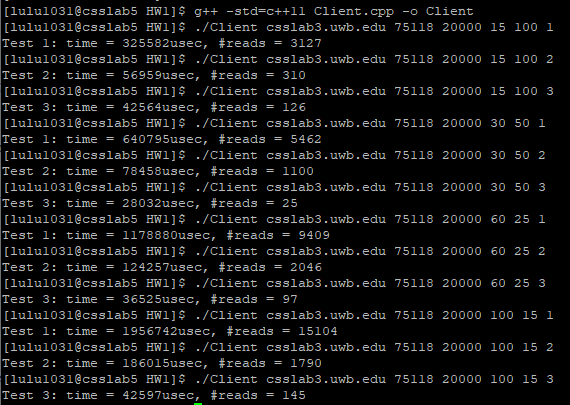 [lulu1031@csslab5 HW1]$ g++ -std=c++11 Client.cpp -o Client
[lulu1031@csslab5 HW1]$ ./Client csslab3.uwb.edu 75118 20000 15 100 1
Test 1: time = 325582usec, #reads = 3127
[lulu1031@csslab5 HW1]$ ./Client csslab3.uwb.edu 75118 20000 15 100 2
Test 2: time = 56959usec, #reads = 310
[lulu1031@csslab5 HW1]$ ./Client csslab3.uwb.edu 75118 20000 15 100 3
Test 3: time = 42564usec, #reads = 126
[lulu1031@csslab5 HW1]$ ./Client csslab3.uwb.edu 75118 20000 30 50 1
Test 1: time = 640795usec, #reads = 5462
[lulu1031@csslab5 HW1]$ ./Client csslab3.uwb.edu 75118 20000 30 50 2
Test 2: time = 78458usec, #reads = 1100
[lulu1031@csslab5 HW1]$ ./Client csslab3.uwb.edu 75118 20000 30 50 3
Test 3: time = 28032usec, #reads = 25
[lulu1031@csslab5 HW1]$ ./Client csslab3.uwb.edu 75118 20000 60 25 1
Test 1: time = 1178880usec, #reads = 9409
[lulu1031@csslab5 HW1]$ ./Client csslab3.uwb.edu 75118 20000 60 25 2
Test 2: time = 124257usec, #reads = 2046
[lulu1031@csslab5 HW1]$ ./Client csslab3.uwb.edu 75118 20000 60 25 3
Test 3: time = 36525usec, #reads = 97
[lulu1031@csslab5 HW1]$ ./Client csslab3.uwb.edu 75118 20000 100 15 1
Test 1: time = 1956742usec, #reads = 15104
[lulu1031@csslab5 HW1]$ ./Client csslab3.uwb.edu 75118 20000 100 15 2
Test 2: time = 186015usec, #reads = 1790
[lulu1031@csslab5 HW1]$ ./Client csslab3.uwb.edu 75118 20000 100 15 3
Test 3: time = 42597usec, #reads = 145